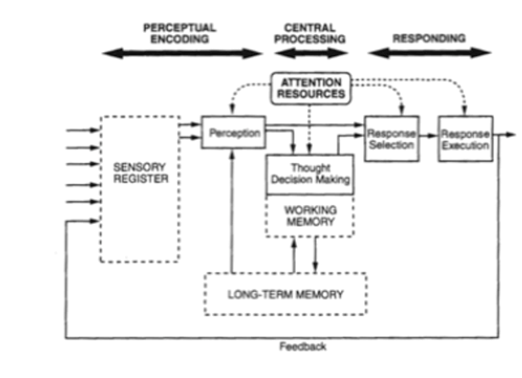 PERCEPTUAL
ENCODING
CENTRAL
PROCESSING
RESPONDING
ATTENTION
RESOURCES
Perception
Response
Selection
Response
Execution
SENSORY
REGISTER
Thought
Decision Making
WORKING
MEMORY
LONG-TERM MEMORY
Feedback